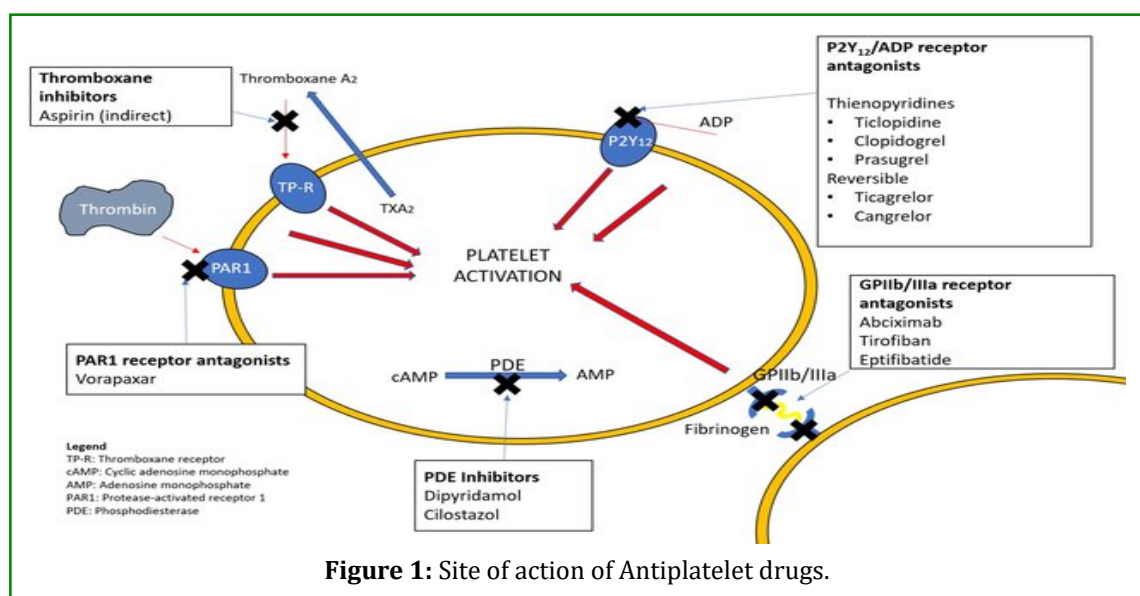 Thromboxane
inhibitors
Aspirin (indirect)
Thromboxane A2
TP-R
TXA2
Thrombin
PAR1
PAR1 receptor antagonists
Vorapaxar
PLATELET
ACTIVATION
P2Y12
ADP
P2Y12/ADP receptor
antagonists
Thienopyridines
• Ticlopidine
• Clopidogrel
• Prasugrel
Reversible
• Ticagrelor
• Cangrelor
GPIIb/IIIa receptor
antagonists
Abciximab
Tirofiban
Eptifibatide
GPIIb/IIIa
Fibrinogen
cAMP
PDE
AMP
PDE Inhibitors
Dipyridamol
Cilostazol
Legend
TP-R: Thromboxane receptor
cAMP: Cyclic adenosine monophosphate
AMP: Adenosine monophosphate
PAR1: Protease-activated receptor 1
PDE: Phosphodiesterase
Figure 1: Site of action of Antiplatelet drugs.